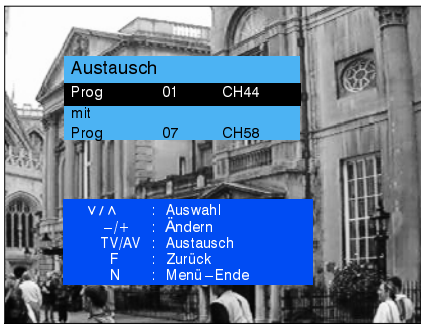 Austausch
Prog 01 CH44
mit
Prog 07 CH58
∨/∧ : Auswahl
–/+ : Ändern
TV/AV : Austausch
F : Zurück
N : Menü–Ende